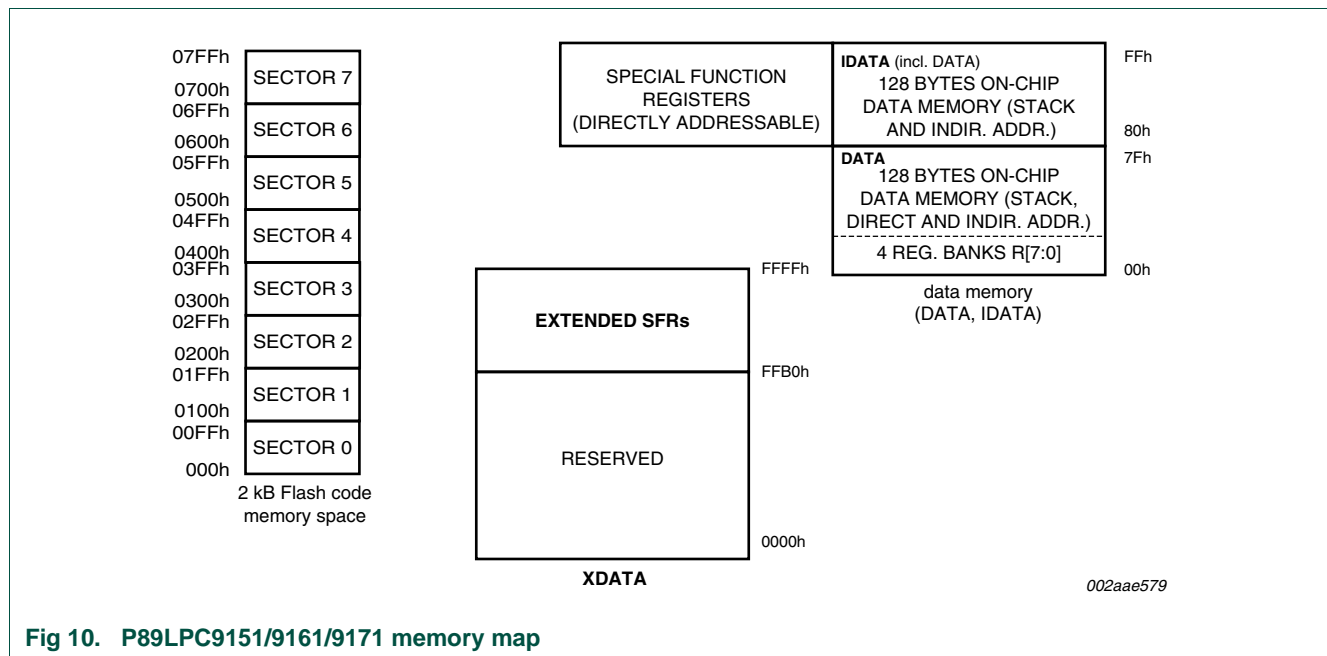 07FFh
SECTOR 7
0700h
06FFh
SECTOR 6
0600h
05FFh
SECTOR 5
0500h
04FFh
SECTOR 4
0400h
03FFh
SECTOR 3
0300h
02FFh
SECTOR 2
0200h
01FFh
SECTOR 1
0100h
00FFh
SECTOR 0
000h
2 kB Flash code
memory space
SPECIAL FUNCTION
REGISTERS
(DIRECTLY ADDRESSABLE)
IDATA (incl. DATA)
128 BYTES ON-CHIP
DATA MEMORY (STACK
AND INDIR. ADDR.)
FFh
80h
DATA
128 BYTES ON-CHIP
DATA MEMORY (STACK,
DIRECT AND INDIR. ADDR.)
4 REG. BANKS R[7:0]
7Fh
00h
data memory
(DATA, IDATA)
FFFFh
EXTENDED SFRs
FFB0h
RESERVED
0000h
XDATA
002aae579
Fig 10. P89LPC9151/9161/9171 memory map